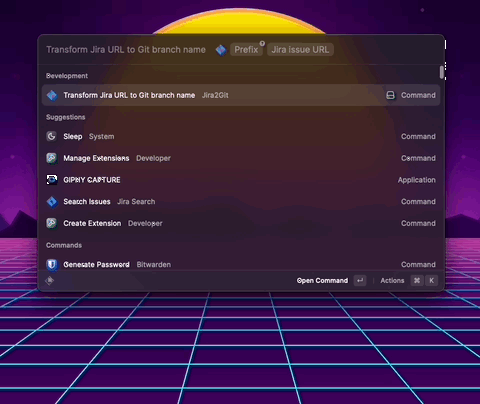 Transform Jira URL to Git branch name Prefix Jira issue URL
Development
Transform Jira URL to Git branch name Jira2Git Command
Suggestions
Sleep System Command
Manage Extensions Developer Command
GIPHY CAPTURE Application
Search Issues Jira Search Command
Create Extension Developer Command
Commands
Generate Password Bitwarden Command
Open Command ↵ Actions ⌘ K